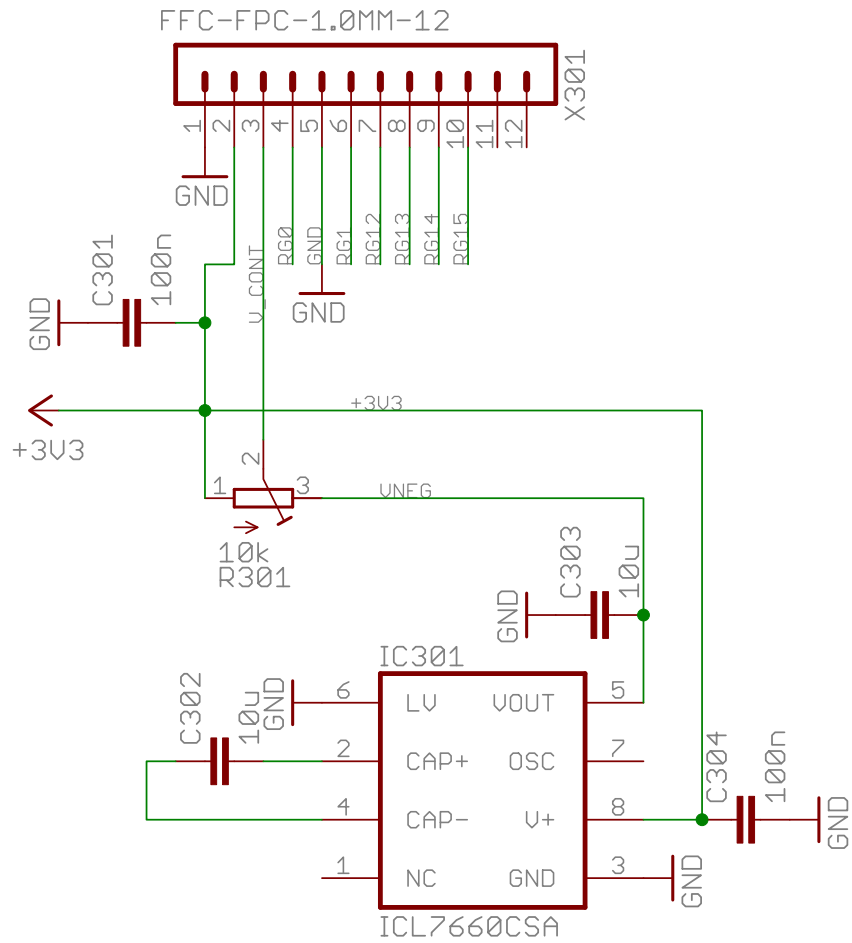 FFC-FPC-1.0MM-12
X301
1
2
3
4
5
6
7
8
9
10
11
12
GND
V_CONT
RG0
GND
RG1
RG12
RG13
RG14
RG15
GND
C301
100n
GND
+3V3
+3V3
2
1
3
VNEG
10k
R301
C303
10u
GND
IC301
C302
10u
GND
6
LV
VOUT
5
2
CAP+
OSC
7
4
CAP-
V+
8
C304
100n
GND
1
NC
GND
3
GND
ICL7660CSA